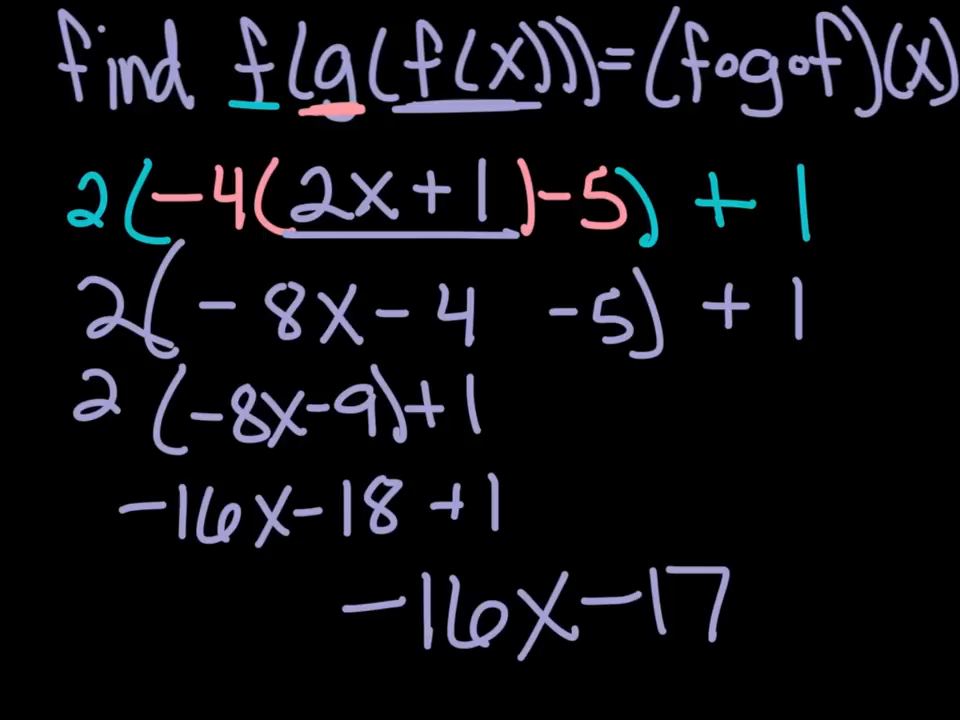 find f(g(f(x)))=(fogof)(x)
2(-4(2x+1)-5)+1
2(-8x-4 -5)+1
2(-8x-9)+1
-16x-18+1
-16x-17